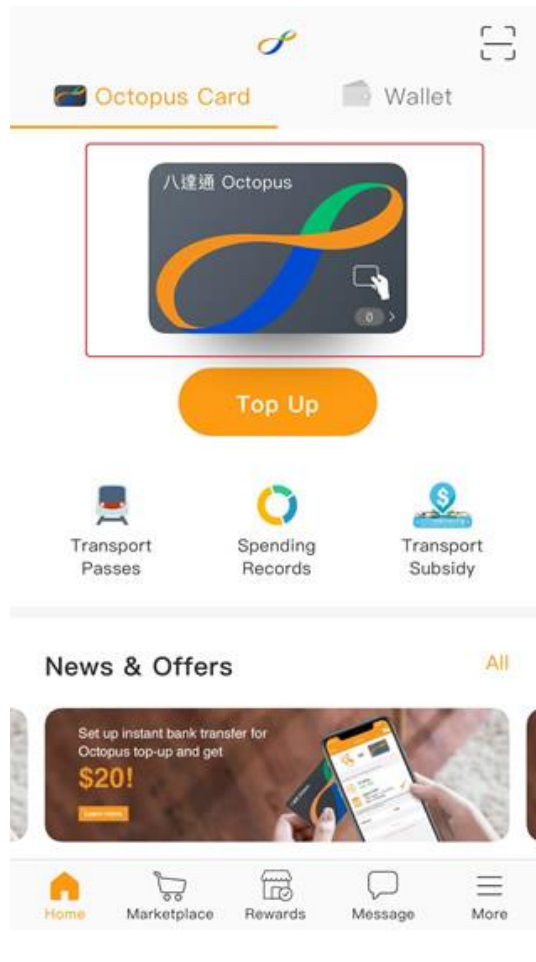 Octopus Card
Wallet
八達通 Octopus
0
Top Up
Transport
Passes
Spending
Records
Transport
Subsidy
News & Offers
All
Set up instant bank transfer for
Octopus top-up and get
$20!
Learn more
Home
Marketplace
Rewards
Message
More